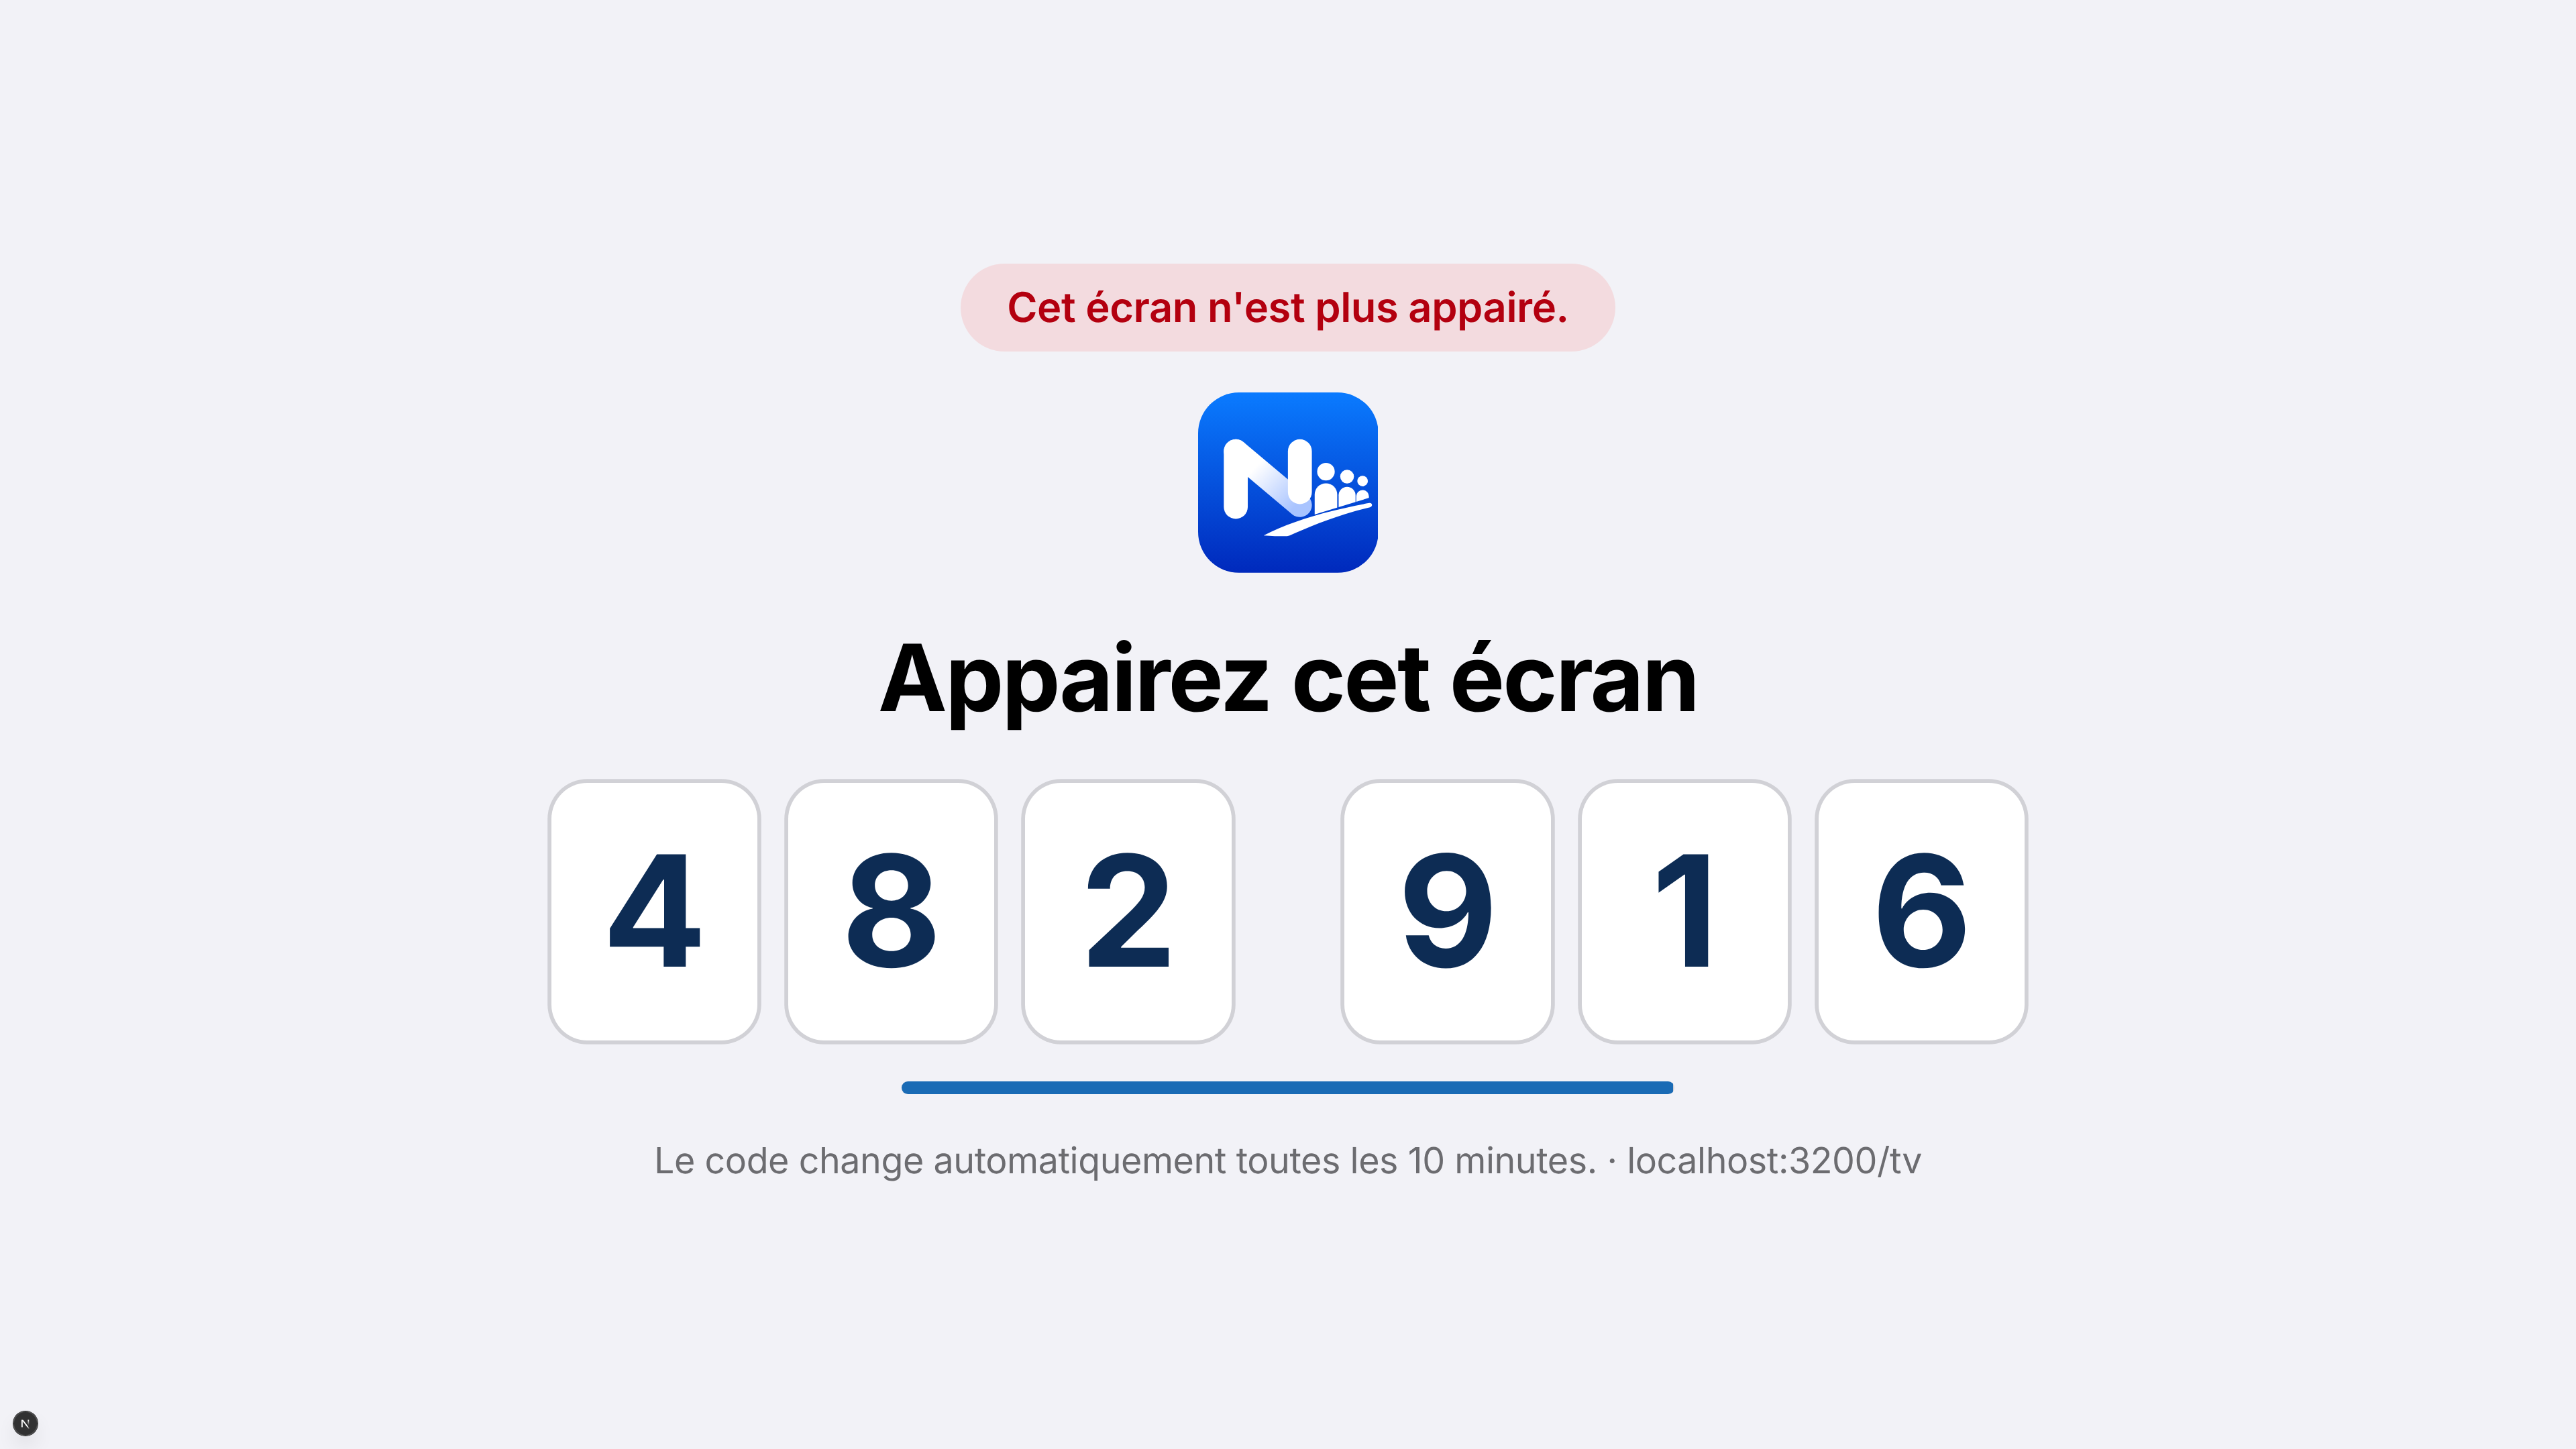 Cet écran n'est plus appairé.
N
Appairez cet écran
4 8 2 9 1 6
Le code change automatiquement toutes les 10 minutes. · localhost:3200/tv
N